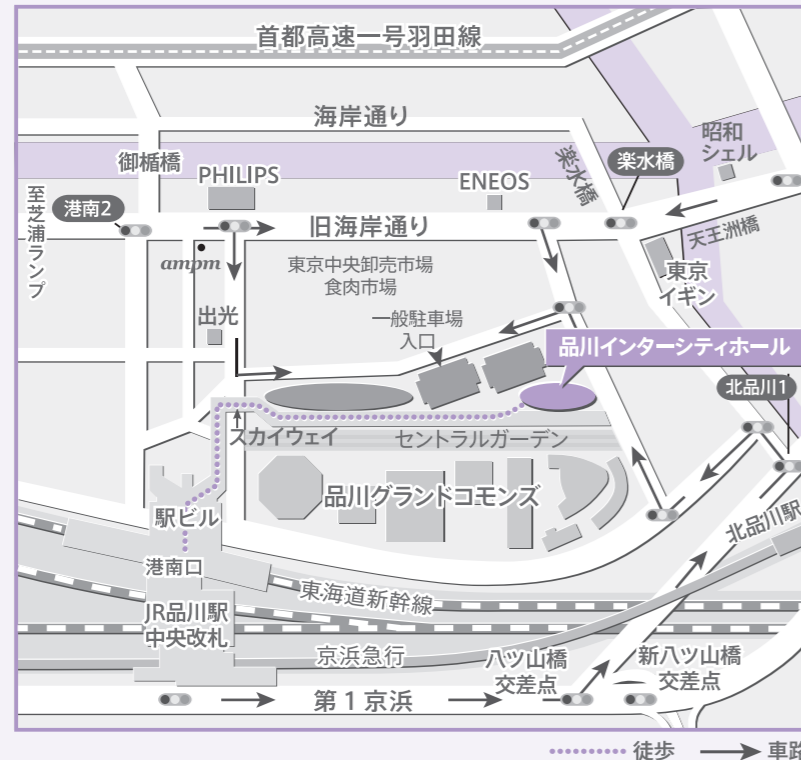 首都高速一号羽田線
海岸通り
御楯橋
PHILIPS
ENEOS
楽水橋
楽水橋
昭和
シェル
至芝浦ランプ
港南2
旧海岸通り
天王洲橋
ampm
東京中央卸売市場
食肉市場
東京
イギン
出光
一般駐車場
入口
品川インターシティホール
北品川1
スカイウェイ
セントラルガーデン
品川グランドコモンズ
駅ビル
北品川駅
港南口
東海道新幹線
JR品川駅
中央改札
京浜急行
八ツ山橋
交差点
新八ツ山橋
交差点
第1京浜
徒歩
車路